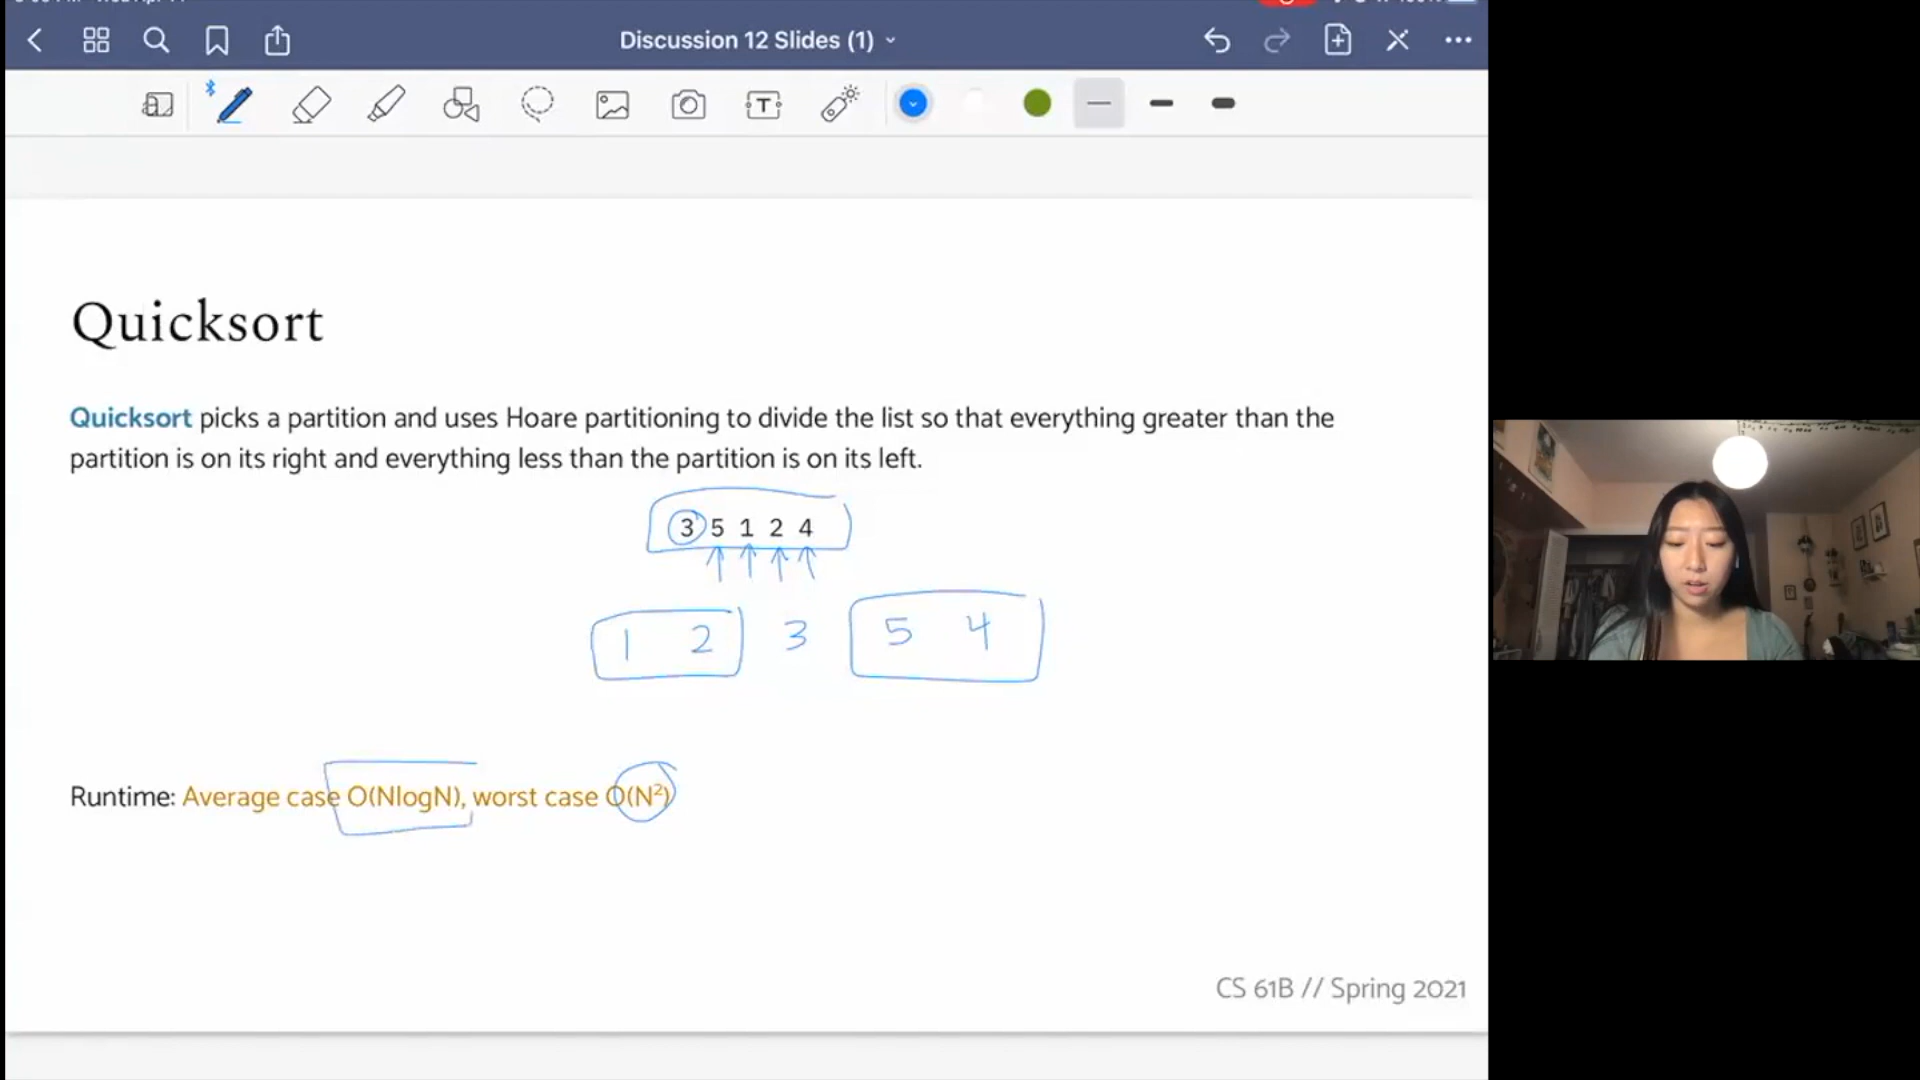 Discussion 12 Slides (1)
Quicksort
Quicksort picks a partition and uses Hoare partitioning to divide the list so that everything greater than the
partition is on its right and everything less than the partition is on its left.
3 5 1 2 4
1 2 3 5 4
Runtime: Average case O(NlogN), worst case O(N²)
CS 61B // Spring 2021